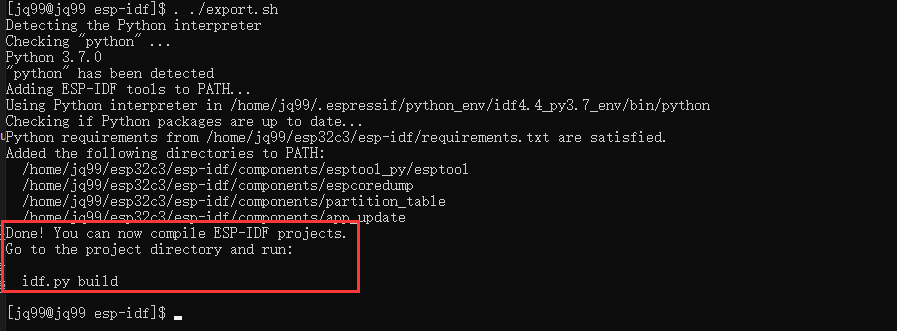 [jq99@jq99 esp-idf]$ . ./export.sh
Detecting the Python interpreter
Checking "python" ...
Python 3.7.0
"python" has been detected
Adding ESP-IDF tools to PATH...
Using Python interpreter in /home/jq99/.espressif/python_env/idf4.4_py3.7_env/bin/python
Checking if Python packages are up to date...
Python requirements from /home/jq99/esp32c3/esp-idf/requirements.txt are satisfied.
Added the following directories to PATH:
  /home/jq99/esp32c3/esp-idf/components/esptool_py/esptool
  /home/jq99/esp32c3/esp-idf/components/espcoredump
  /home/jq99/esp32c3/esp-idf/components/partition_table
  /home/jq99/esp32c3/esp-idf/components/app_update
Done! You can now compile ESP-IDF projects.
Go to the project directory and run:
  idf.py build
[jq99@jq99 esp-idf]$